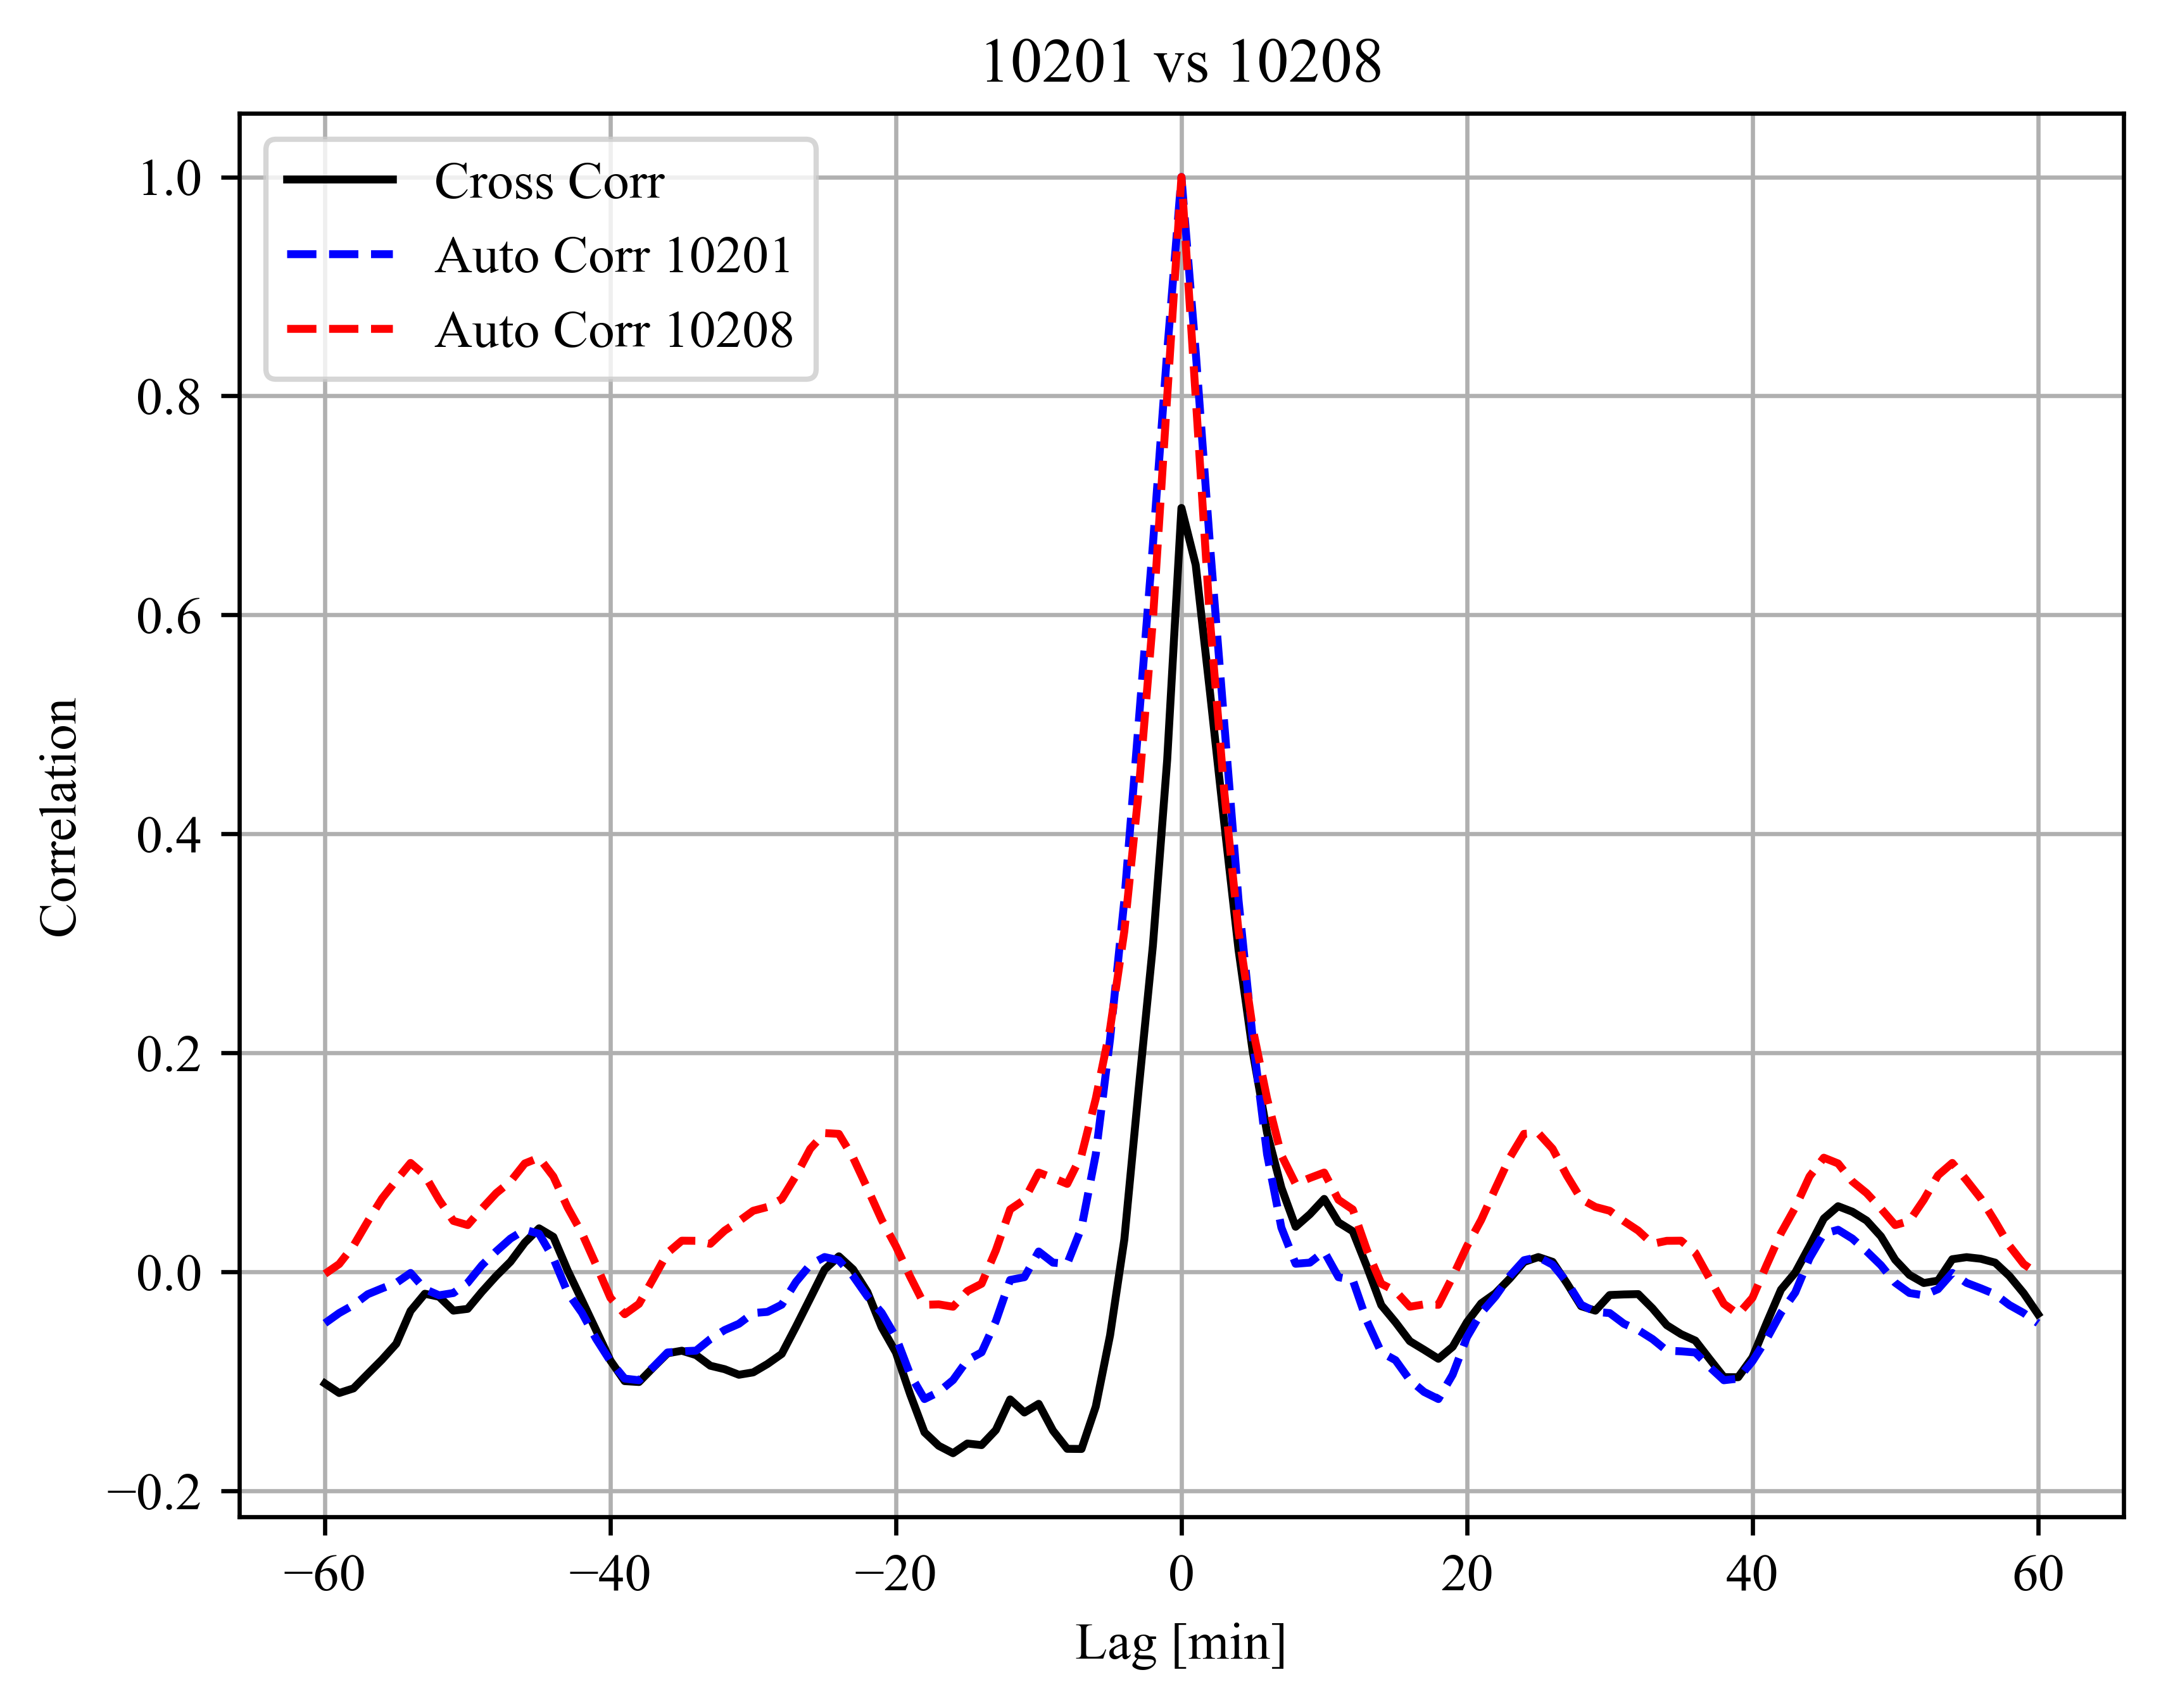 10201 vs 10208
Cross Corr
Auto Corr 10201
Auto Corr 10208
1.0
0.8
0.6
0.4
0.2
0.0
−0.2
Correlation
−60 −40 −20 0 20 40 60
Lag [min]